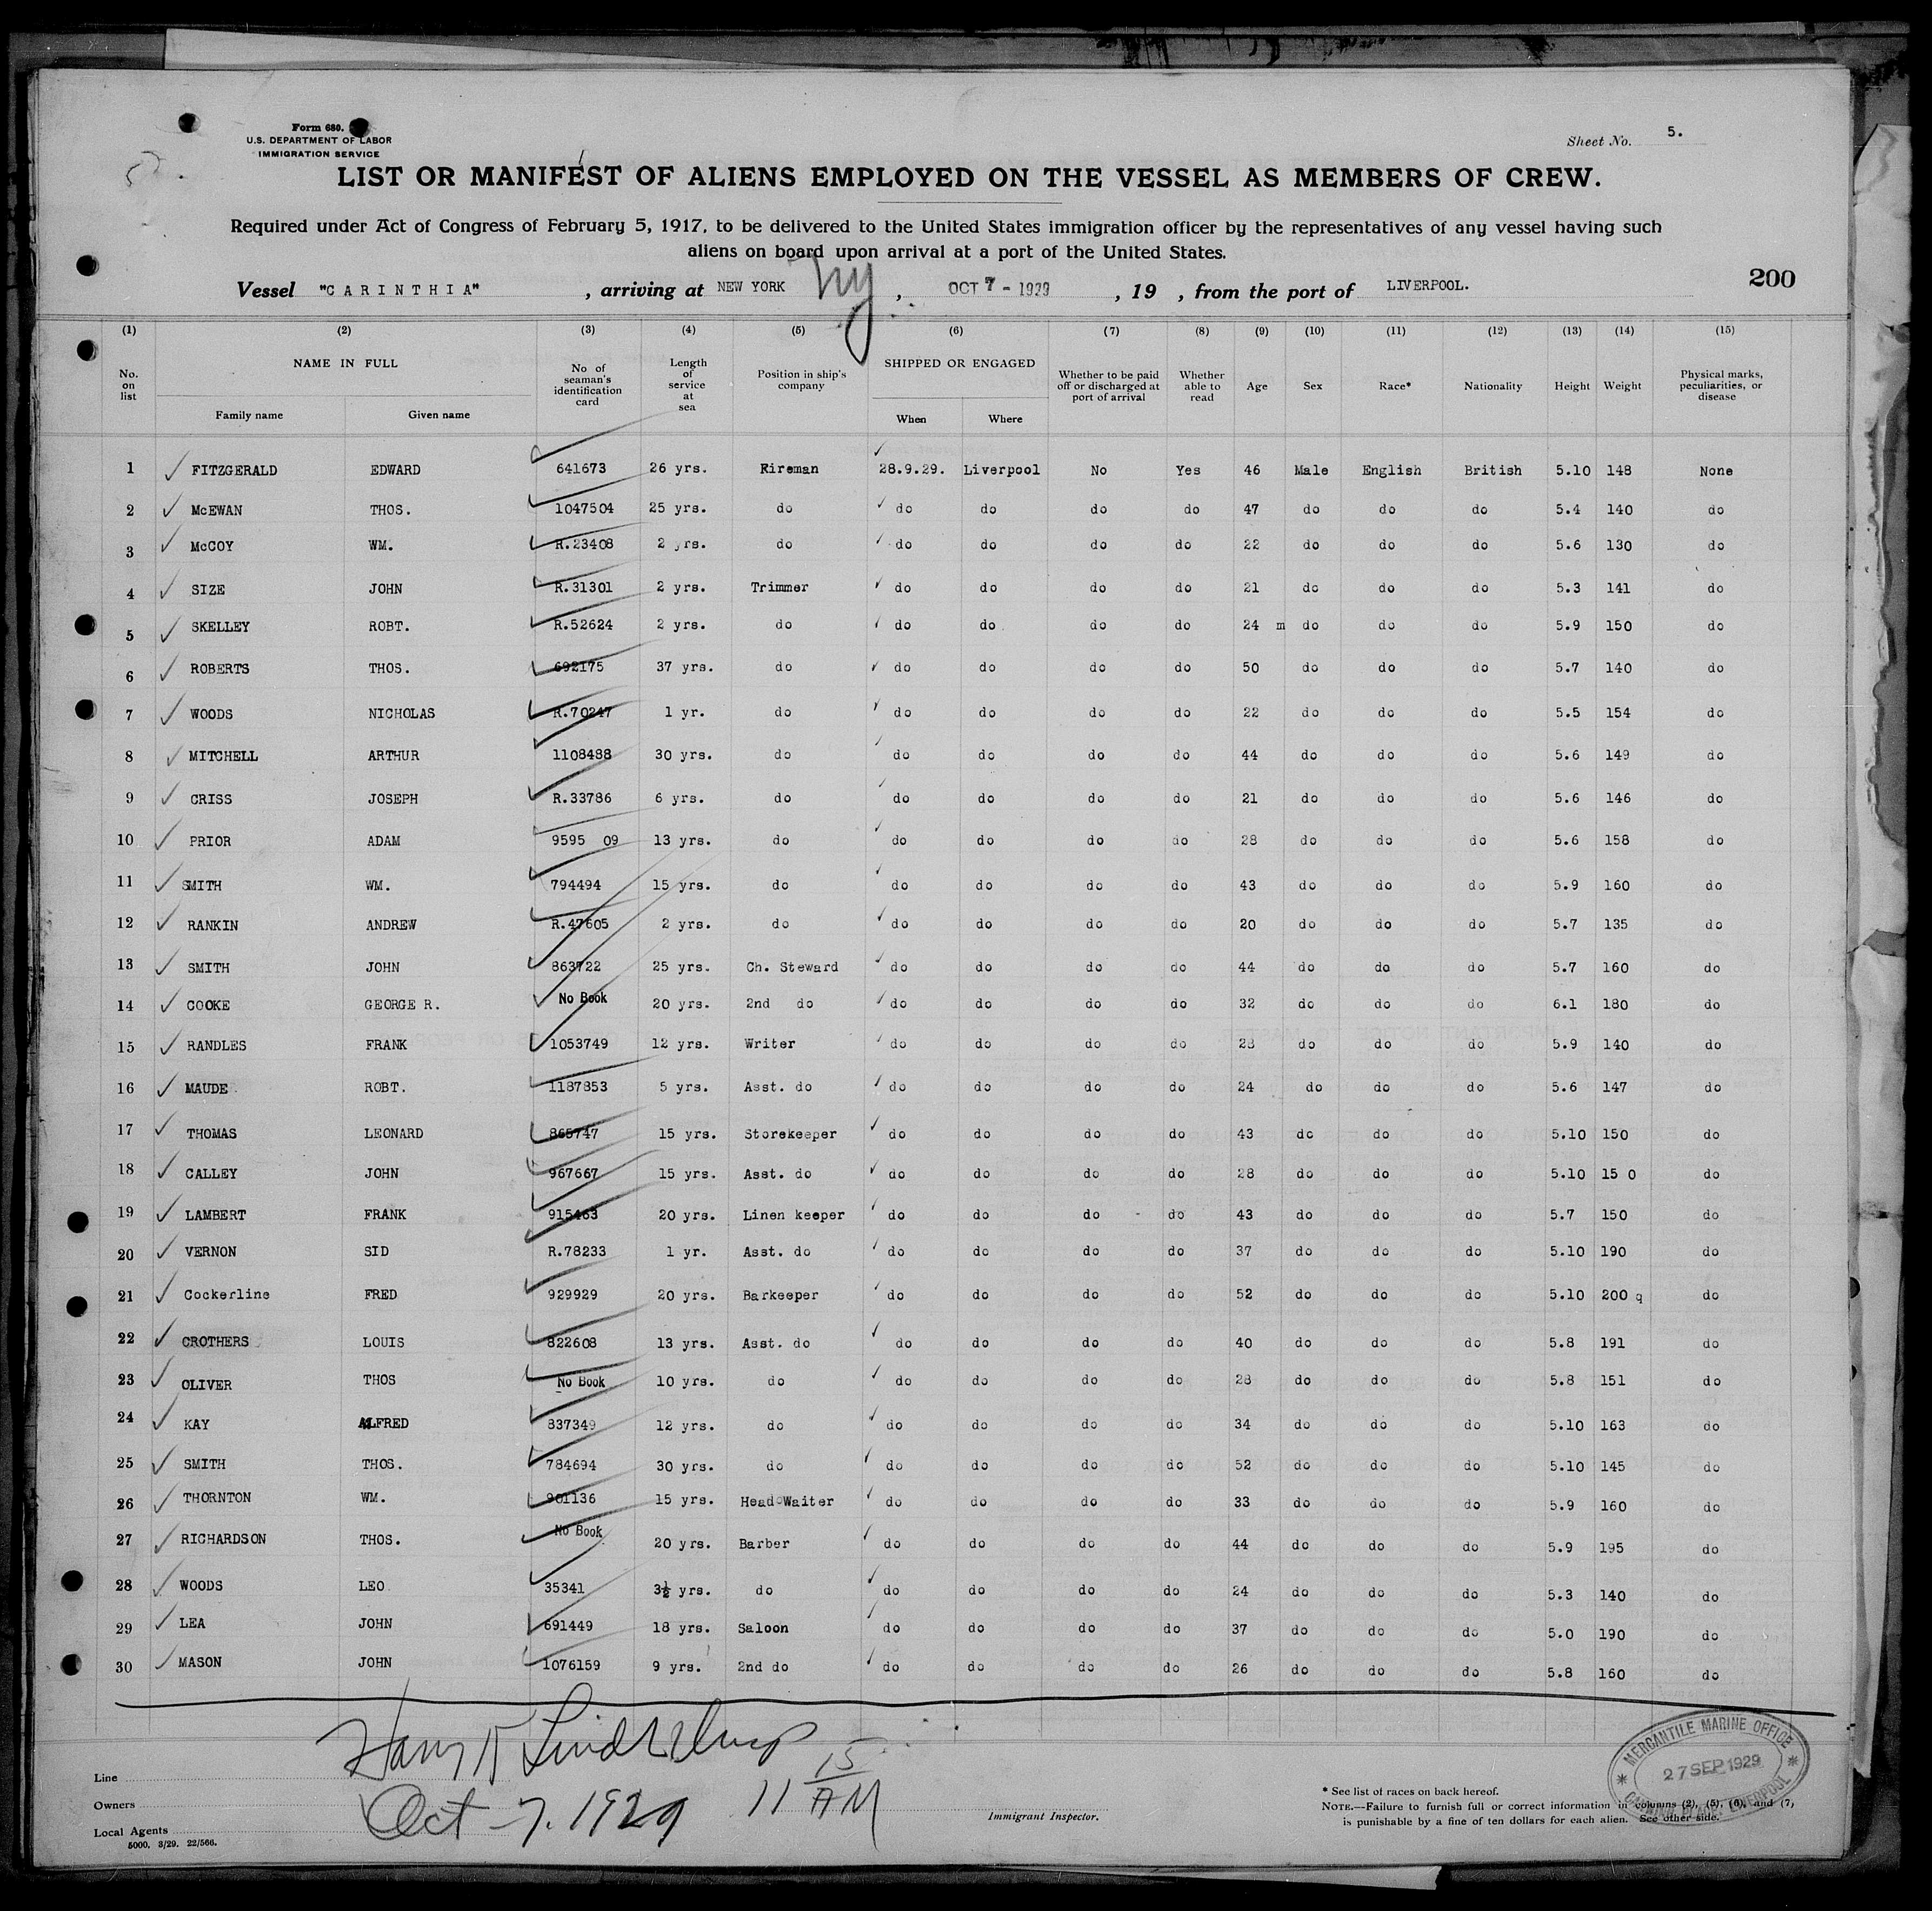 Form 680.
U.S. DEPARTMENT OF LABOR
IMMIGRATION SERVICE
Sheet No. 5.
LIST OR MANIFEST OF ALIENS EMPLOYED ON THE VESSEL AS MEMBERS OF CREW.
Required under Act of Congress of February 5, 1917, to be delivered to the United States immigration officer by the representatives of any vessel having such
aliens on board upon arrival at a port of the United States.
Vessel "CARINTHIA", arriving at NEW YORK ny, OCT 7 - 1929, 19 , from the port of LIVERPOOL. 200
(1) (2) (3) (4) (5) (6) (7) (8) (9) (10) (11) (12) (13) (14) (15)
No. on list NAME IN FULL Family name Given name No of seaman's identification card Length of service at sea Position in ship's company SHIPPED OR ENGAGED When Where Whether to be paid off or discharged at port of arrival Whether able to read Age Sex Race* Nationality Height Weight Physical marks, peculiarities, or disease
1 FITZGERALD EDWARD 641673 26 yrs. Rireman 28.9.29. Liverpool No Yes 46 Male English British 5.10 148 None
2 McEWAN THOS. 1047504 25 yrs. do do do do do 47 do do do 5.4 140 do
3 McCOY WM. R.23408 2 yrs. do do do do do 22 do do do 5.6 130 do
4 SIZE JOHN R.31301 2 yrs. Trimmer do do do do 21 do do do 5.3 141 do
5 SKELLEY ROBT. R.52624 2 yrs. do do do do do 24 m do do do 5.9 150 do
6 ROBERTS THOS. 692175 37 yrs. do do do do do 50 do do do 5.7 140 do
7 WOODS NICHOLAS R.70247 1 yr. do do do do do 22 do do do 5.5 154 do
8 MITCHELL ARTHUR 1108488 30 yrs. do do do do do 44 do do do 5.6 149 do
9 CRISS JOSEPH R.33786 6 yrs. do do do do do 21 do do do 5.6 146 do
10 PRIOR ADAM 9595 09 13 yrs. do do do do do 28 do do do 5.6 158 do
11 SMITH WM. 794494 15 yrs. do do do do do 43 do do do 5.9 160 do
12 RANKIN ANDREW R.47605 2 yrs. do do do do do 20 do do do 5.7 135 do
13 SMITH JOHN 863722 25 yrs. Ch. Steward do do do do 44 do do do 5.7 160 do
14 COOKE GEORGE R. No Book 20 yrs. 2nd do do do do do 32 do do do 6.1 180 do
15 RANDLES FRANK 1053749 12 yrs. Writer do do do do 28 do do do 5.9 140 do
16 MAUDE ROBT. 1187853 5 yrs. Asst. do do do do do 24 do do do 5.6 147 do
17 THOMAS LEONARD 865747 15 yrs. Storekeeper do do do do 43 do do do 5.10 150 do
18 CALLEY JOHN 967667 15 yrs. Asst. do do do do do 28 do do do 5.10 15 0 do
19 LAMBERT FRANK 915463 20 yrs. Linen keeper do do do do 43 do do do 5.7 150 do
20 VERNON SID R.78233 1 yr. Asst. do do do do do 37 do do do 5.10 190 do
21 Cockerline FRED 929929 20 yrs. Barkeeper do do do do 52 do do do 5.10 200 q do
22 CROTHERS LOUIS 822608 13 yrs. Asst. do do do do do 40 do do do 5.8 191 do
23 OLIVER THOS No Book 10 yrs. do do do do do 28 do do do 5.8 151 do
24 KAY ALFRED 837349 12 yrs. do do do do do 34 do do do 5.10 163 do
25 SMITH THOS. 784694 30 yrs. do do do do do 52 do do do 5.10 145 do
26 THORNTON WM. 901136 15 yrs. Head Waiter do do do do 33 do do do 5.9 160 do
27 RICHARDSON THOS. No Book 20 yrs. Barber do do do do 44 do do do 5.9 195 do
28 WOODS LEO 35341 3½ yrs. do do do do do 24 do do do 5.3 140 do
29 LEA JOHN 691449 18 yrs. Saloon do do do do 37 do do do 5.0 190 do
30 MASON JOHN 1076159 9 yrs. 2nd do do do do do 26 do do do 5.8 160 do
Oct - 7. 1929 11 15 AM
Line
Owners
Local Agents
5000. 3/29. 22/566.
Immigrant Inspector.
* See list of races on back hereof.
NOTE.—Failure to furnish full or correct information in columns (2), (5), (6), and (7,
is punishable by a fine of ten dollars for each alien. See other side.
MERCANTILE MARINE OFFICE
27 SEP 1929
LIVERPOOL